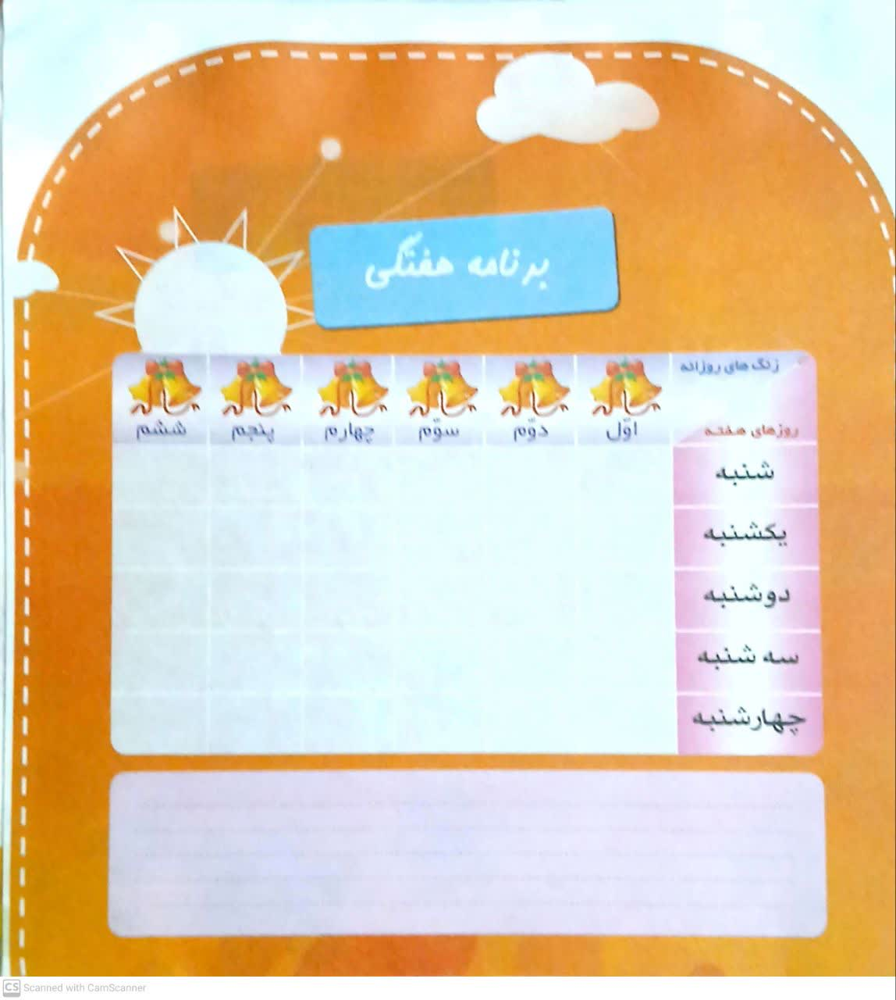 برنامه هفتگی
زنگ های روزانه
روزهای هفته
اوّل دوّم سوّم چهارم پنجم ششم
شنبه
یکشنبه
دوشنبه
سه شنبه
چهارشنبه
CS Scanned with CamScanner